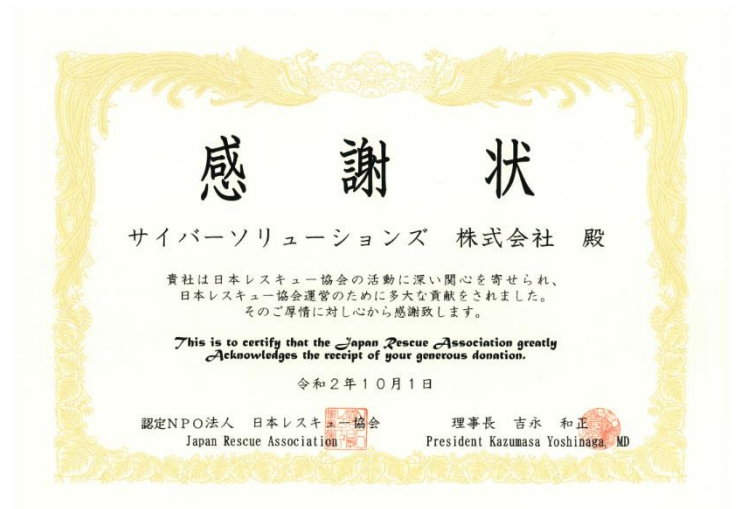 感謝状
サイバーソリューションズ 株式会社 殿
貴社は日本レスキュー協会の活動に深い関心を寄せられ、
日本レスキュー協会運営のために多大な貢献をされました。
そのご厚情に対し心から感謝致します。
This is to certify that the Japan Rescue Association greatly
Acknowledges the receipt of your generous donation.
令和2年10月1日
認定NPO法人 日本レスキュー協会 理事長 吉永 和正
Japan Rescue Association President Kazumasa Yoshinaga, MD